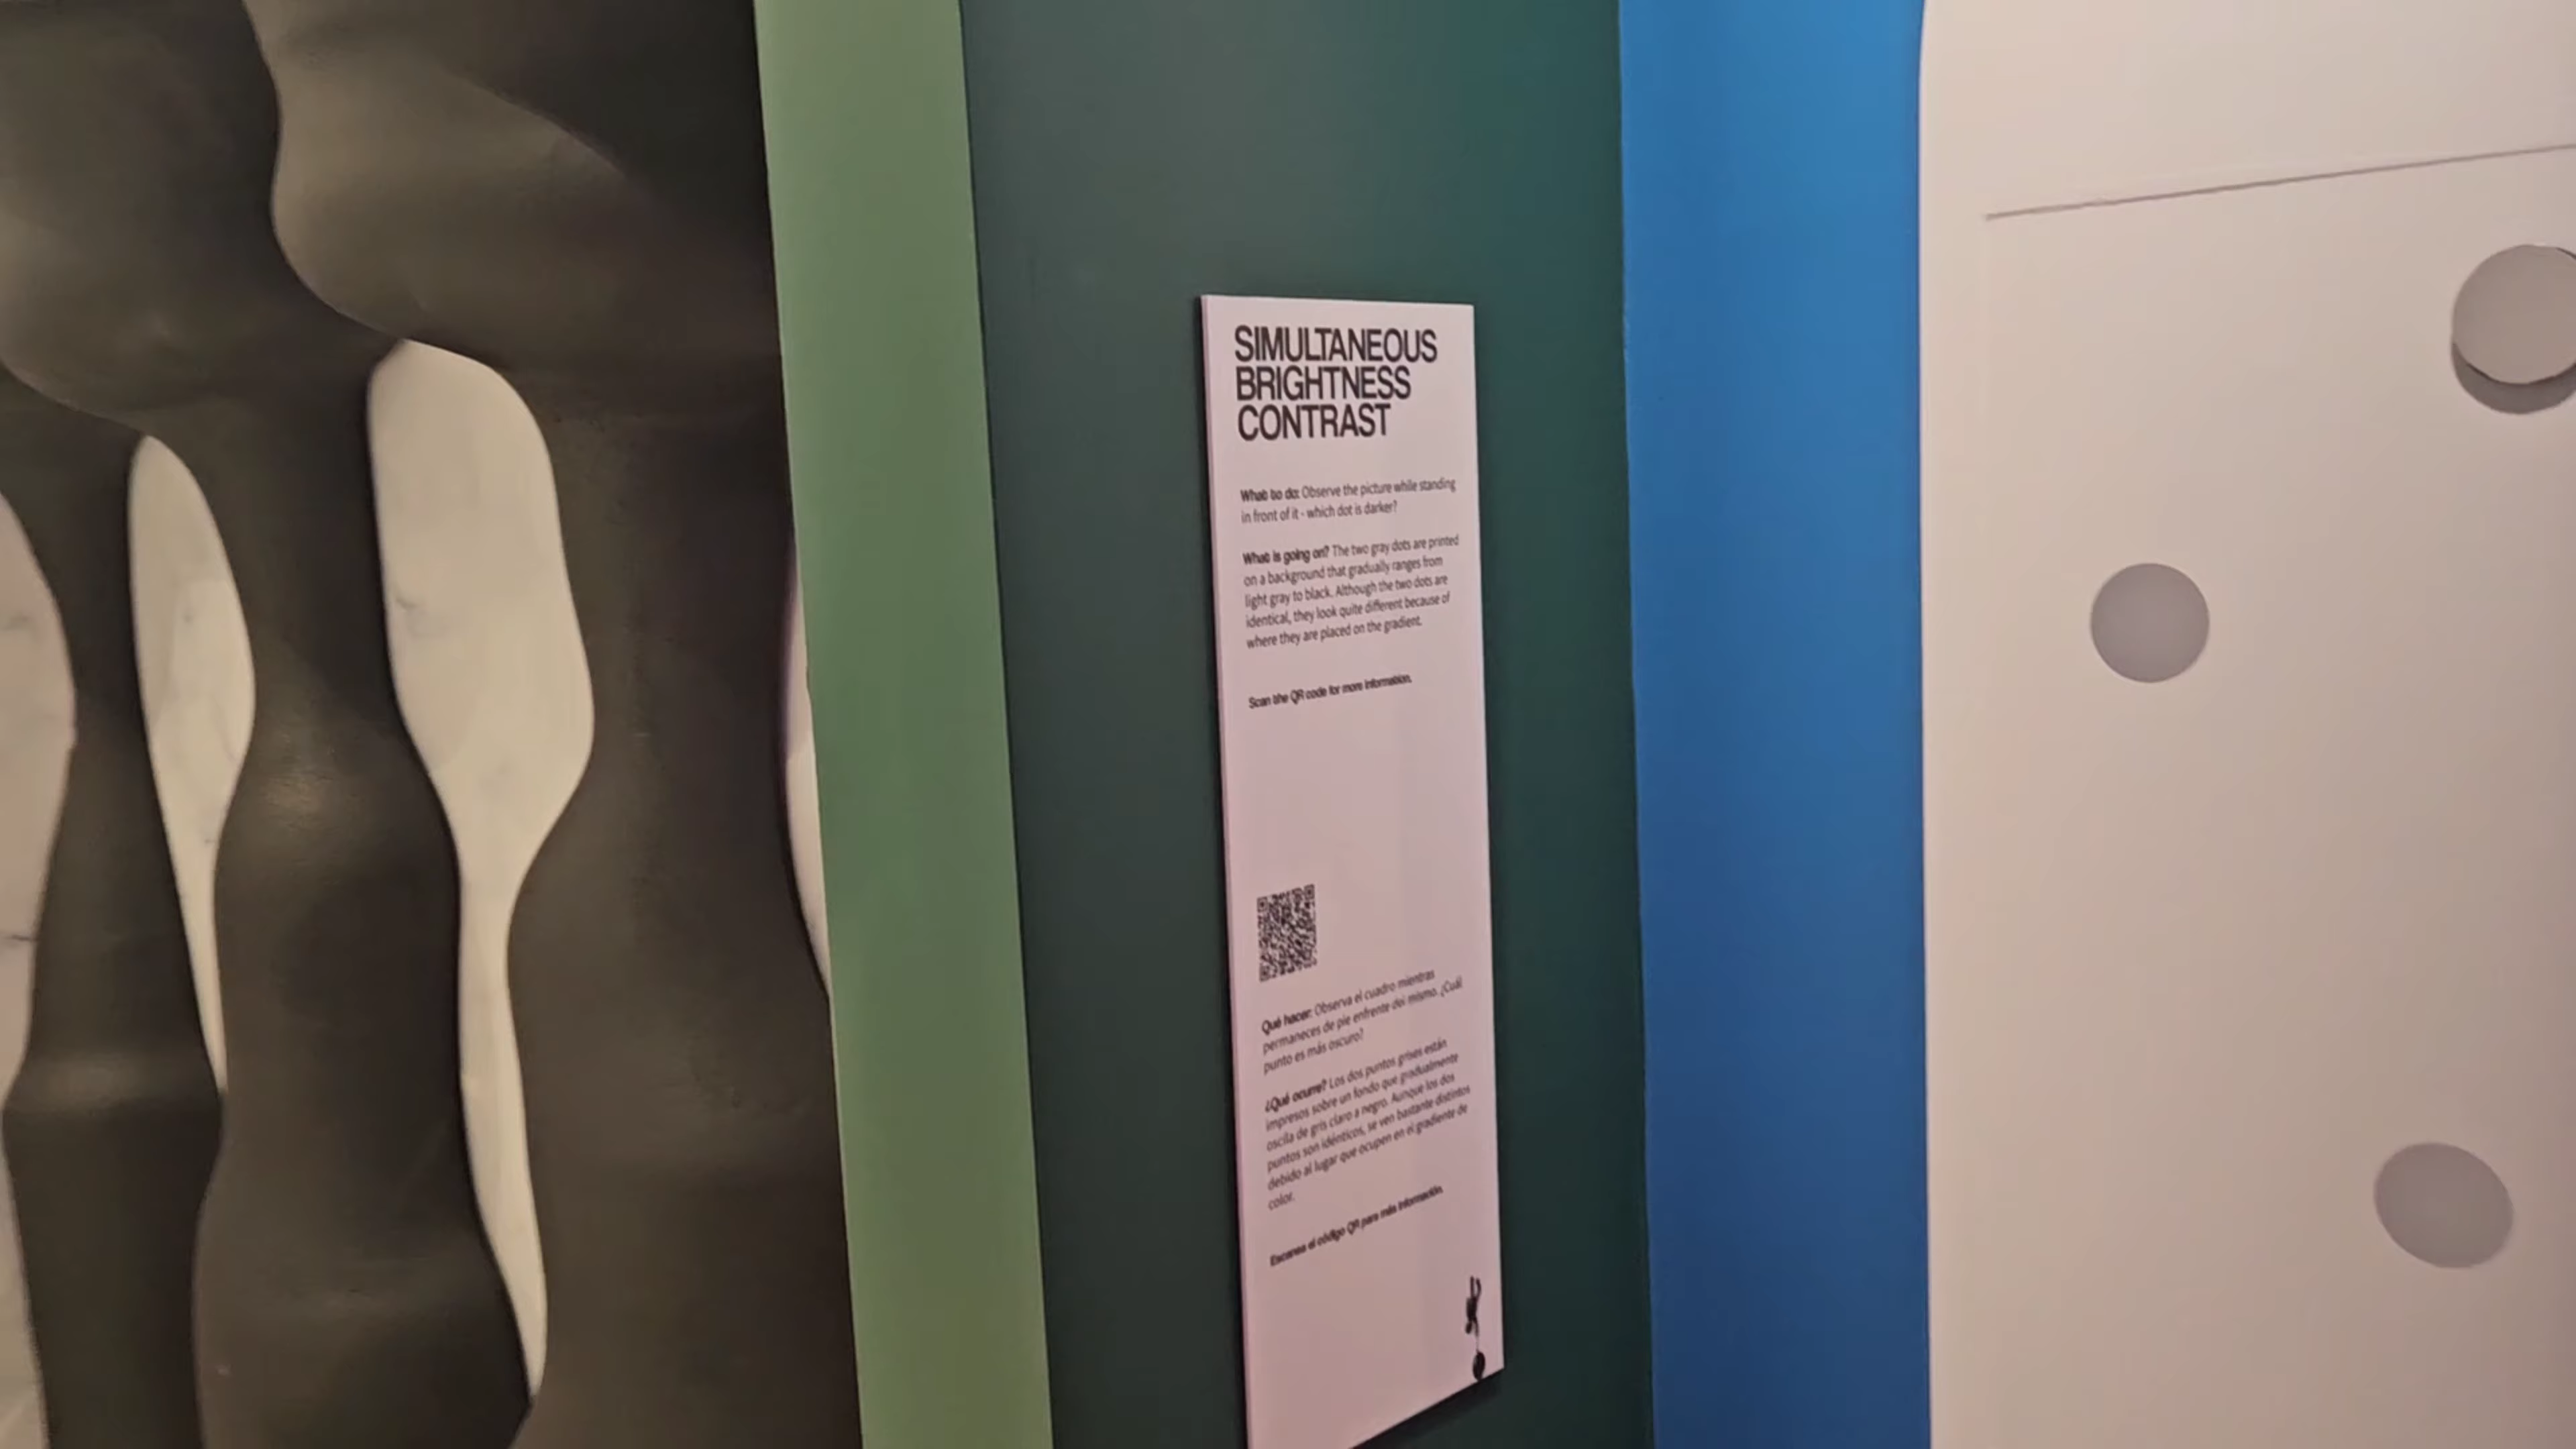 SIMULTANEOUS
BRIGHTNESS
CONTRAST
What to do: Observe the picture while standing
in front of it - which dot is darker?
What is going on? The two gray dots are printed
on a background that gradually ranges from
light gray to black. Although the two dots are
identical, they look quite different because of
where they are placed on the gradient.
Scan the QR code for more information.
Qué hacer: Observa el cuadro mientras
permaneces de pie enfrente del mismo. ¿Cuál
punto es más oscuro?
¿Qué ocurre? Los dos puntos grises están
impresos sobre un fondo que gradualmente
oscila de gris claro a negro. Aunque los dos
puntos son idénticos, se ven bastante distintos
debido al lugar que ocupen en el gradiente de
color.
Escanea el código QR para más información.